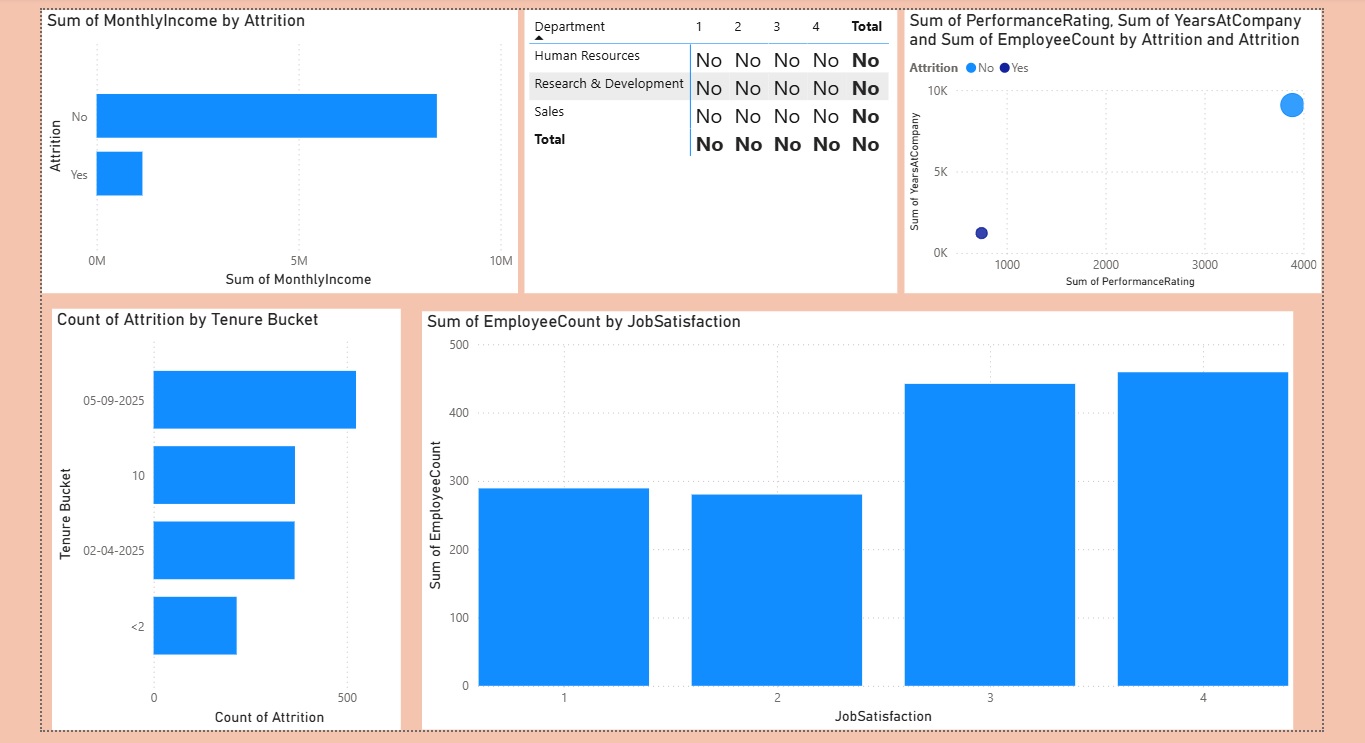 Sum of MonthlyIncome by Attrition
Attrition
No
Yes
0M 5M 10M
Sum of MonthlyIncome
Department 1 2 3 4 Total
Human Resources No No No No No
Research & Development No No No No No
Sales No No No No No
Total No No No No No
Sum of PerformanceRating, Sum of YearsAtCompany
and Sum of EmployeeCount by Attrition and Attrition
Attrition No Yes
Sum of YearsAtCompany
10K
5K
0K
1000 2000 3000 4000
Sum of PerformanceRating
Count of Attrition by Tenure Bucket
Tenure Bucket
05-09-2025
10
02-04-2025
<2
0 500
Count of Attrition
Sum of EmployeeCount by JobSatisfaction
Sum of EmployeeCount
500
400
300
200
100
0
1 2 3 4
JobSatisfaction